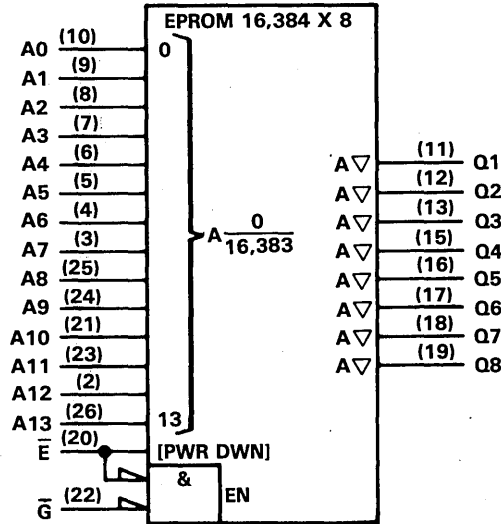 EPROM 16,384 X 8
A0 (10) 0
A1 (9)
A2 (8)
A3 (7)
A4 (6) A▽ (11) Q1
A5 (5) A▽ (12) Q2
A6 (4) A 0/16,383 A▽ (13) Q3
A7 (3) A▽ (15) Q4
A8 (25) A▽ (16) Q5
A9 (24) A▽ (17) Q6
A10 (21) A▽ (18) Q7
A11 (23) A▽ (19) Q8
A12 (2)
A13 (26) 13
E̅ (20) [PWR DWN]
& EN
G̅ (22)